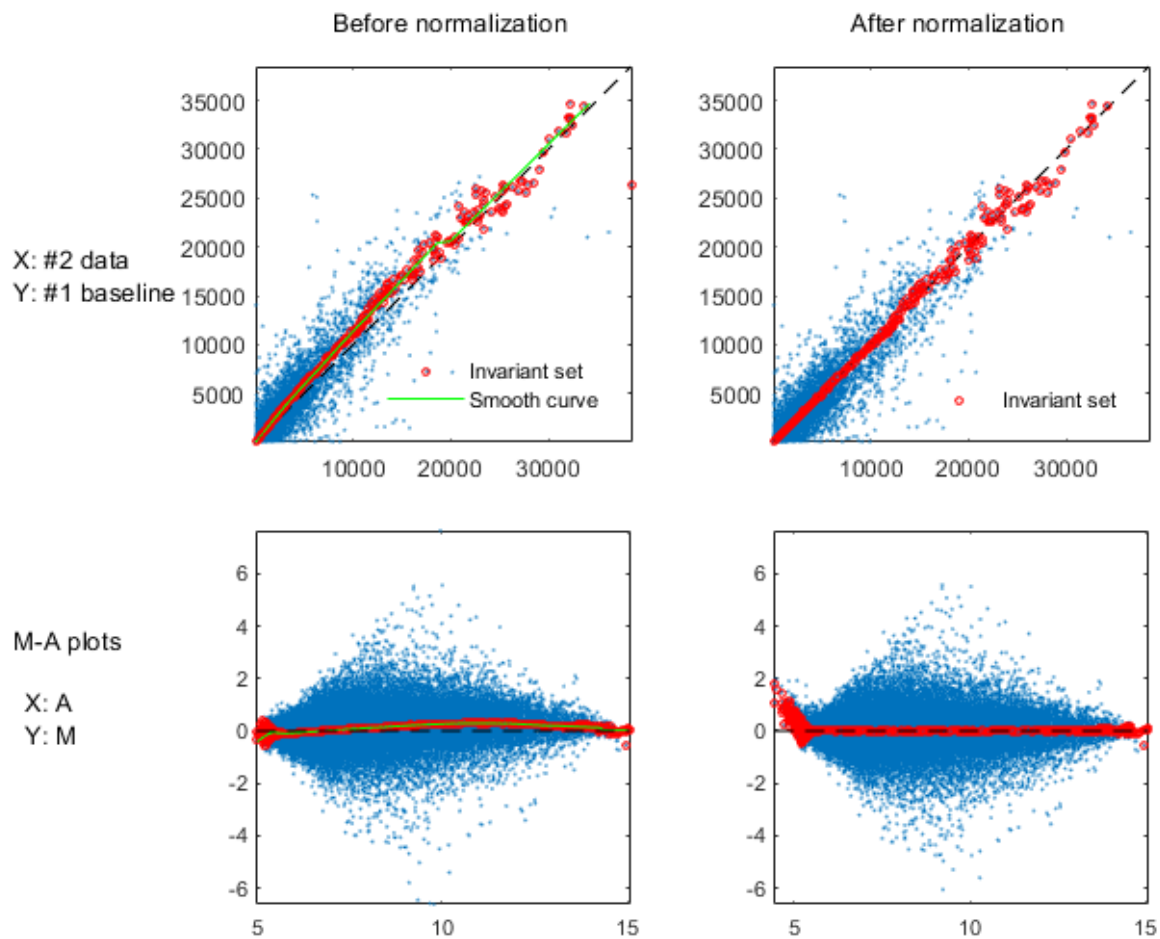 Before normalization
After normalization
X: #2 data
Y: #1 baseline
35000
30000
25000
20000
15000
10000
5000
Invariant set
Smooth curve
10000 20000 30000
35000
30000
25000
20000
15000
10000
5000
Invariant set
10000 20000 30000
M-A plots
X: A
Y: M
6
4
2
0
-2
-4
-6
5 10 15
6
4
2
0
-2
-4
-6
5 10 15